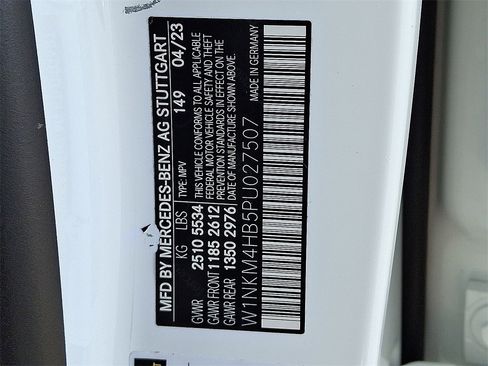 MFD BY MERCEDES-BENZ AG STUTTGART
149 04/23
KG LBS TYPE: MPV
GVWR 2510 5534
GAWR FRONT 1185 2612
GAWR REAR 1350 2976
THIS VEHICLE CONFORMS TO ALL APPLICABLE
FEDERAL MOTOR VEHICLE SAFETY AND THEFT
PREVENTION STANDARDS IN EFFECT ON THE
DATE OF MANUFACTURE SHOWN ABOVE.
MADE IN GERMANY
W1NKM4HB5PU027507